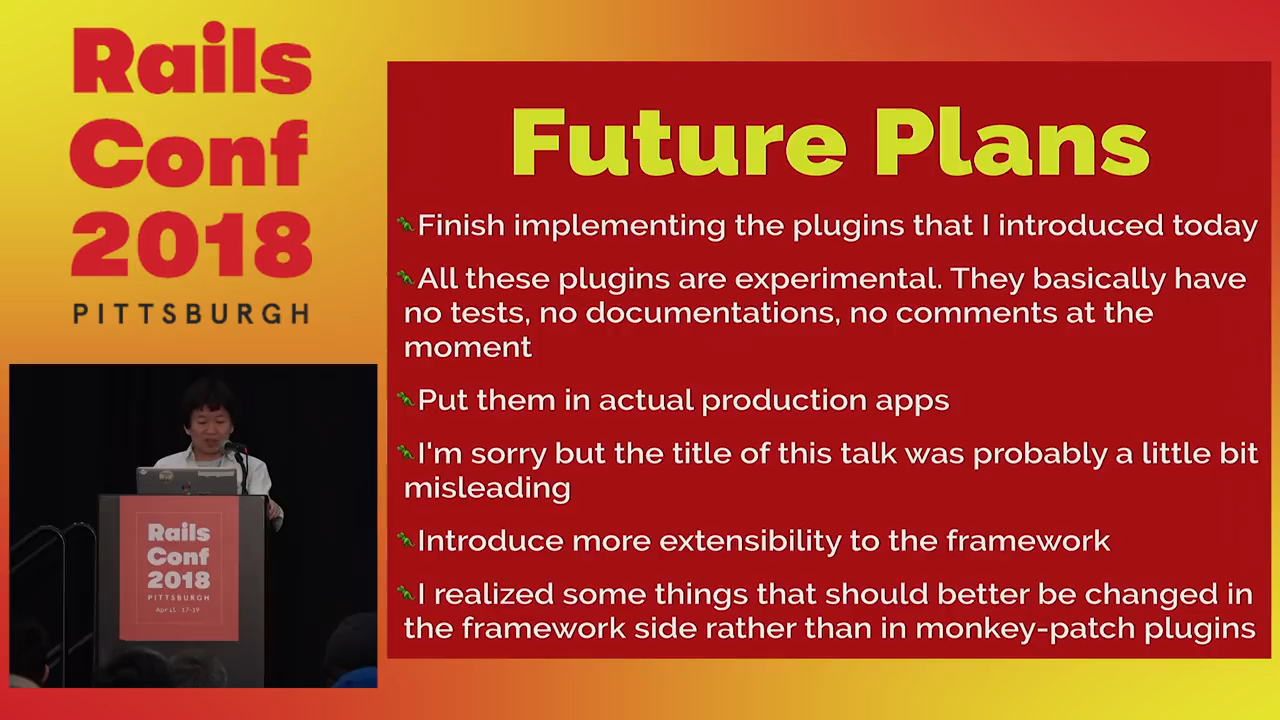 Rails
Conf
2018
PITTSBURGH
Future Plans
Finish implementing the plugins that I introduced today
All these plugins are experimental. They basically have
no tests, no documentations, no comments at the
moment
Put them in actual production apps
I'm sorry but the title of this talk was probably a little bit
misleading
Introduce more extensibility to the framework
I realized some things that should better be changed in
the framework side rather than in monkey-patch plugins
Rails
Conf
2018
PITTSBURGH
April 17-19